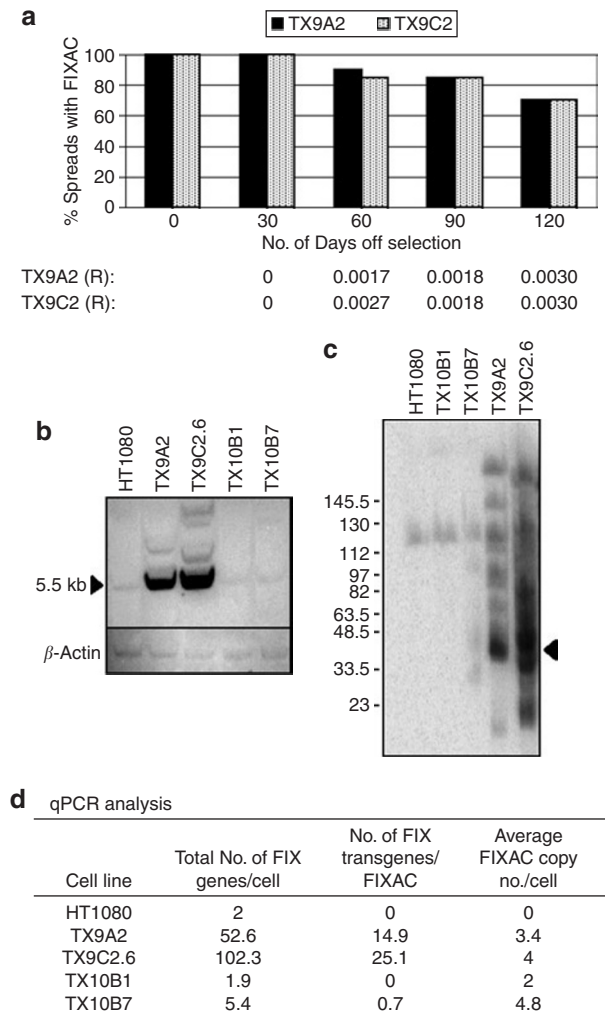 a
TX9A2 TX9C2
% Spreads with FIXAC
100
80
60
40
20
0
0 30 60 90 120
No. of Days off selection
TX9A2 (R): 0 0.0017 0.0018 0.0030
TX9C2 (R): 0 0.0027 0.0018 0.0030
b
HT1080 TX9A2 TX9C2.6 TX10B1 TX10B7
5.5 kb
β-Actin
c
HT1080 TX10B1 TX10B7 TX9A2 TX9C2.6
145.5
130
112
97
82
63.5
48.5
33.5
23
d qPCR analysis
Cell line Total No. of FIX genes/cell No. of FIX transgenes/ FIXAC Average FIXAC copy no./cell
HT1080 2 0 0
TX9A2 52.6 14.9 3.4
TX9C2.6 102.3 25.1 4
TX10B1 1.9 0 2
TX10B7 5.4 0.7 4.8